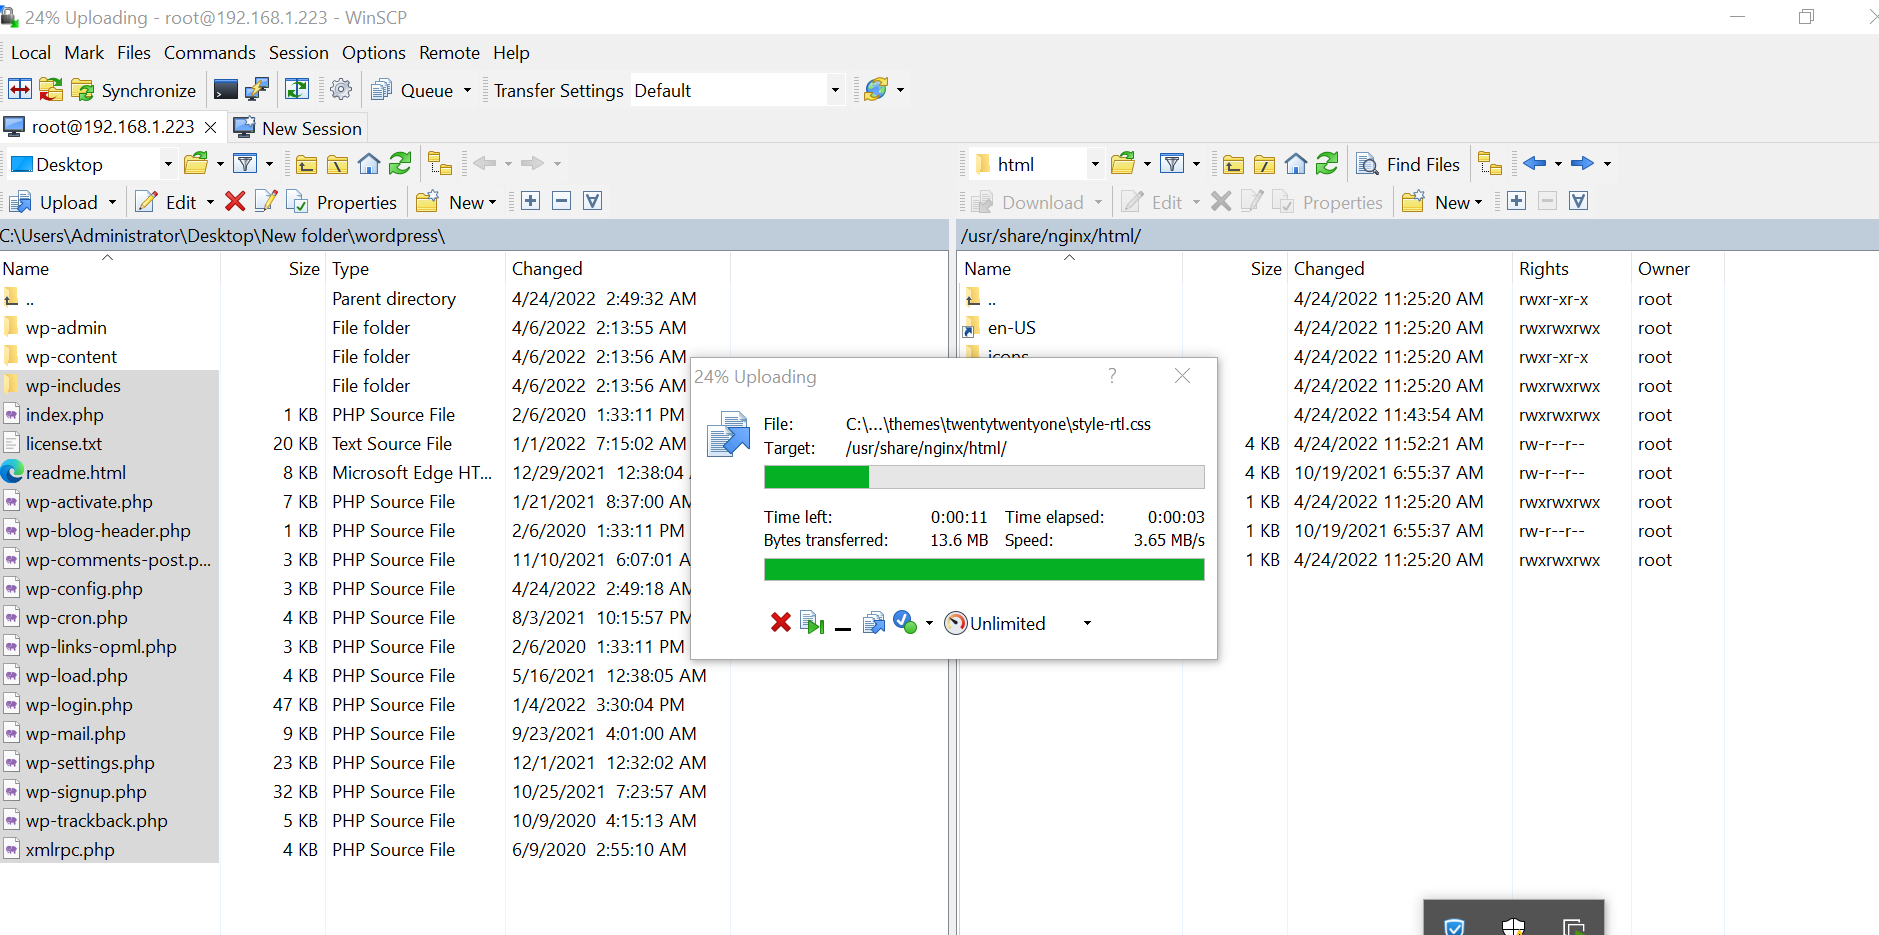 24% Uploading - root@192.168.1.223 - WinSCP
Local Mark Files Commands Session Options Remote Help
Synchronize Queue Transfer Settings Default
root@192.168.1.223 New Session
Desktop html Find Files
Upload Edit Properties New Download Edit Properties New
C:\Users\Administrator\Desktop\New folder\wordpress\ /usr/share/nginx/html/
Name Size Type Changed Name Size Changed Rights Owner
.. Parent directory 4/24/2022 2:49:32 AM .. 4/24/2022 11:25:20 AM rwxr-xr-x root
wp-admin File folder 4/6/2022 2:13:55 AM en-US 4/24/2022 11:25:20 AM rwxrwxrwx root
wp-content File folder 4/6/2022 2:13:56 AM icons 4/24/2022 11:25:20 AM rwxr-xr-x root
wp-includes File folder 4/6/2022 2:13:56 AM 4/24/2022 11:25:20 AM rwxrwxrwx root
index.php 1 KB PHP Source File 2/6/2020 1:33:11 PM 4/24/2022 11:43:54 AM rwxrwxrwx root
license.txt 20 KB Text Source File 1/1/2022 7:15:02 AM 4 KB 4/24/2022 11:52:21 AM rw-r--r-- root
readme.html 8 KB Microsoft Edge HT... 12/29/2021 12:38:04 4 KB 10/19/2021 6:55:37 AM rw-r--r-- root
wp-activate.php 7 KB PHP Source File 1/21/2021 8:37:00 AM 1 KB 4/24/2022 11:25:20 AM rwxrwxrwx root
wp-blog-header.php 1 KB PHP Source File 2/6/2020 1:33:11 PM 1 KB 10/19/2021 6:55:37 AM rw-r--r-- root
wp-comments-post.p... 3 KB PHP Source File 11/10/2021 6:07:01 A 1 KB 4/24/2022 11:25:20 AM rwxrwxrwx root
wp-config.php 3 KB PHP Source File 4/24/2022 2:49:18 AM
wp-cron.php 4 KB PHP Source File 8/3/2021 10:15:57 PM
wp-links-opml.php 3 KB PHP Source File 2/6/2020 1:33:11 PM
wp-load.php 4 KB PHP Source File 5/16/2021 12:38:05 AM
wp-login.php 47 KB PHP Source File 1/4/2022 3:30:04 PM
wp-mail.php 9 KB PHP Source File 9/23/2021 4:01:00 AM
wp-settings.php 23 KB PHP Source File 12/1/2021 12:32:02 AM
wp-signup.php 32 KB PHP Source File 10/25/2021 7:23:57 AM
wp-trackback.php 5 KB PHP Source File 10/9/2020 4:15:13 AM
xmlrpc.php 4 KB PHP Source File 6/9/2020 2:55:10 AM
24% Uploading ?
File: C:\...\themes\twentytwentyone\style-rtl.css
Target: /usr/share/nginx/html/
Time left: 0:00:11 Time elapsed: 0:00:03
Bytes transferred: 13.6 MB Speed: 3.65 MB/s
Unlimited